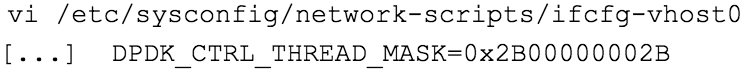 vi /etc/sysconfig/network-scripts/ifcfg-vhost0
[...] DPDK_CTRL_THREAD_MASK=0x2B00000002B